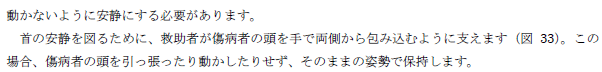 動かないように安静にする必要があります。
　首の安静を図るために、救助者が傷病者の頭を手で両側から包み込むように支えます（図 33）。この
場合、傷病者の頭を引っ張ったり動かしたりせず、そのままの姿勢で保持します。